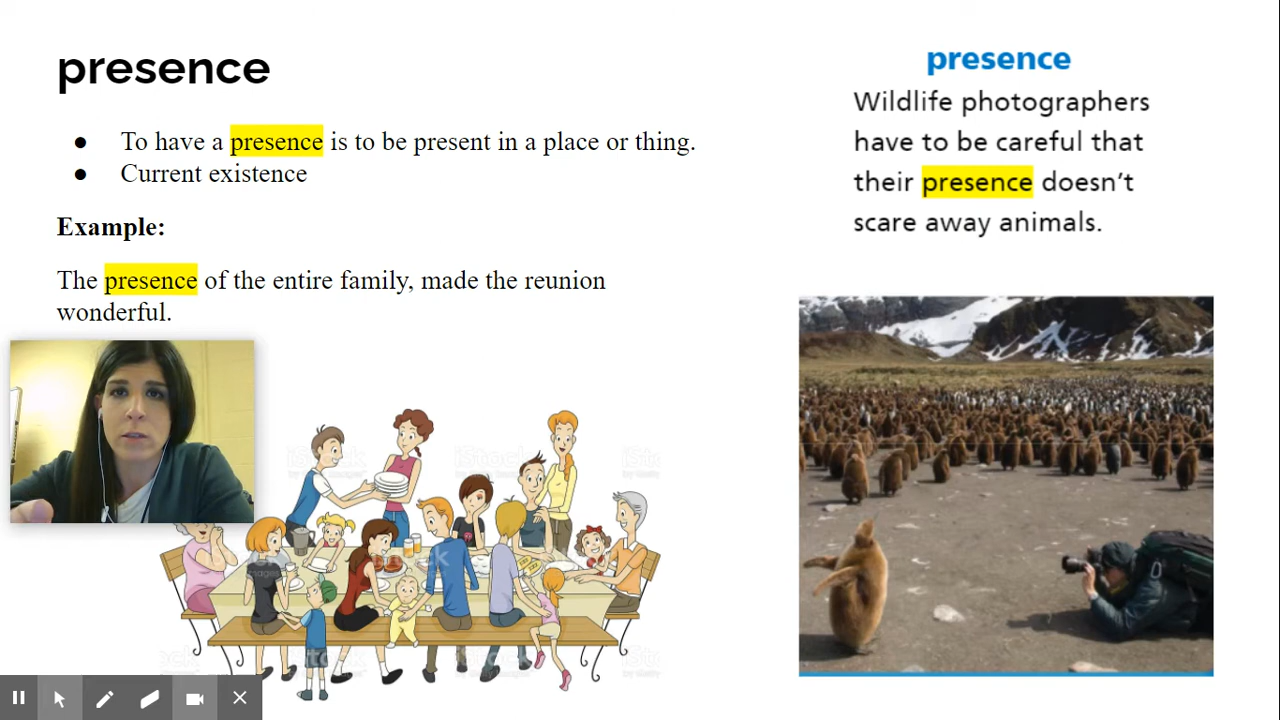 presence
● To have a presence is to be present in a place or thing.
● Current existence
Example:
The presence of the entire family, made the reunion
wonderful.
presence
Wildlife photographers
have to be careful that
their presence doesn't
scare away animals.
iStock
iStock